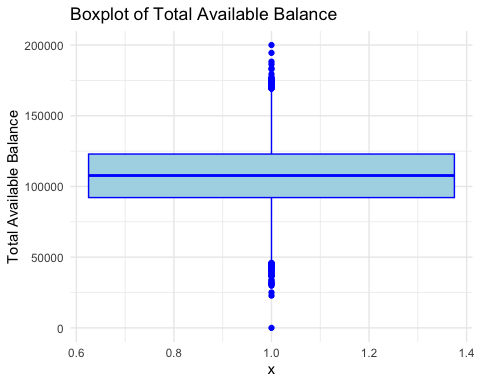 Boxplot of Total Available Balance
200000
150000
100000
50000
0
Total Available Balance
0.6 0.8 1.0 1.2 1.4
x